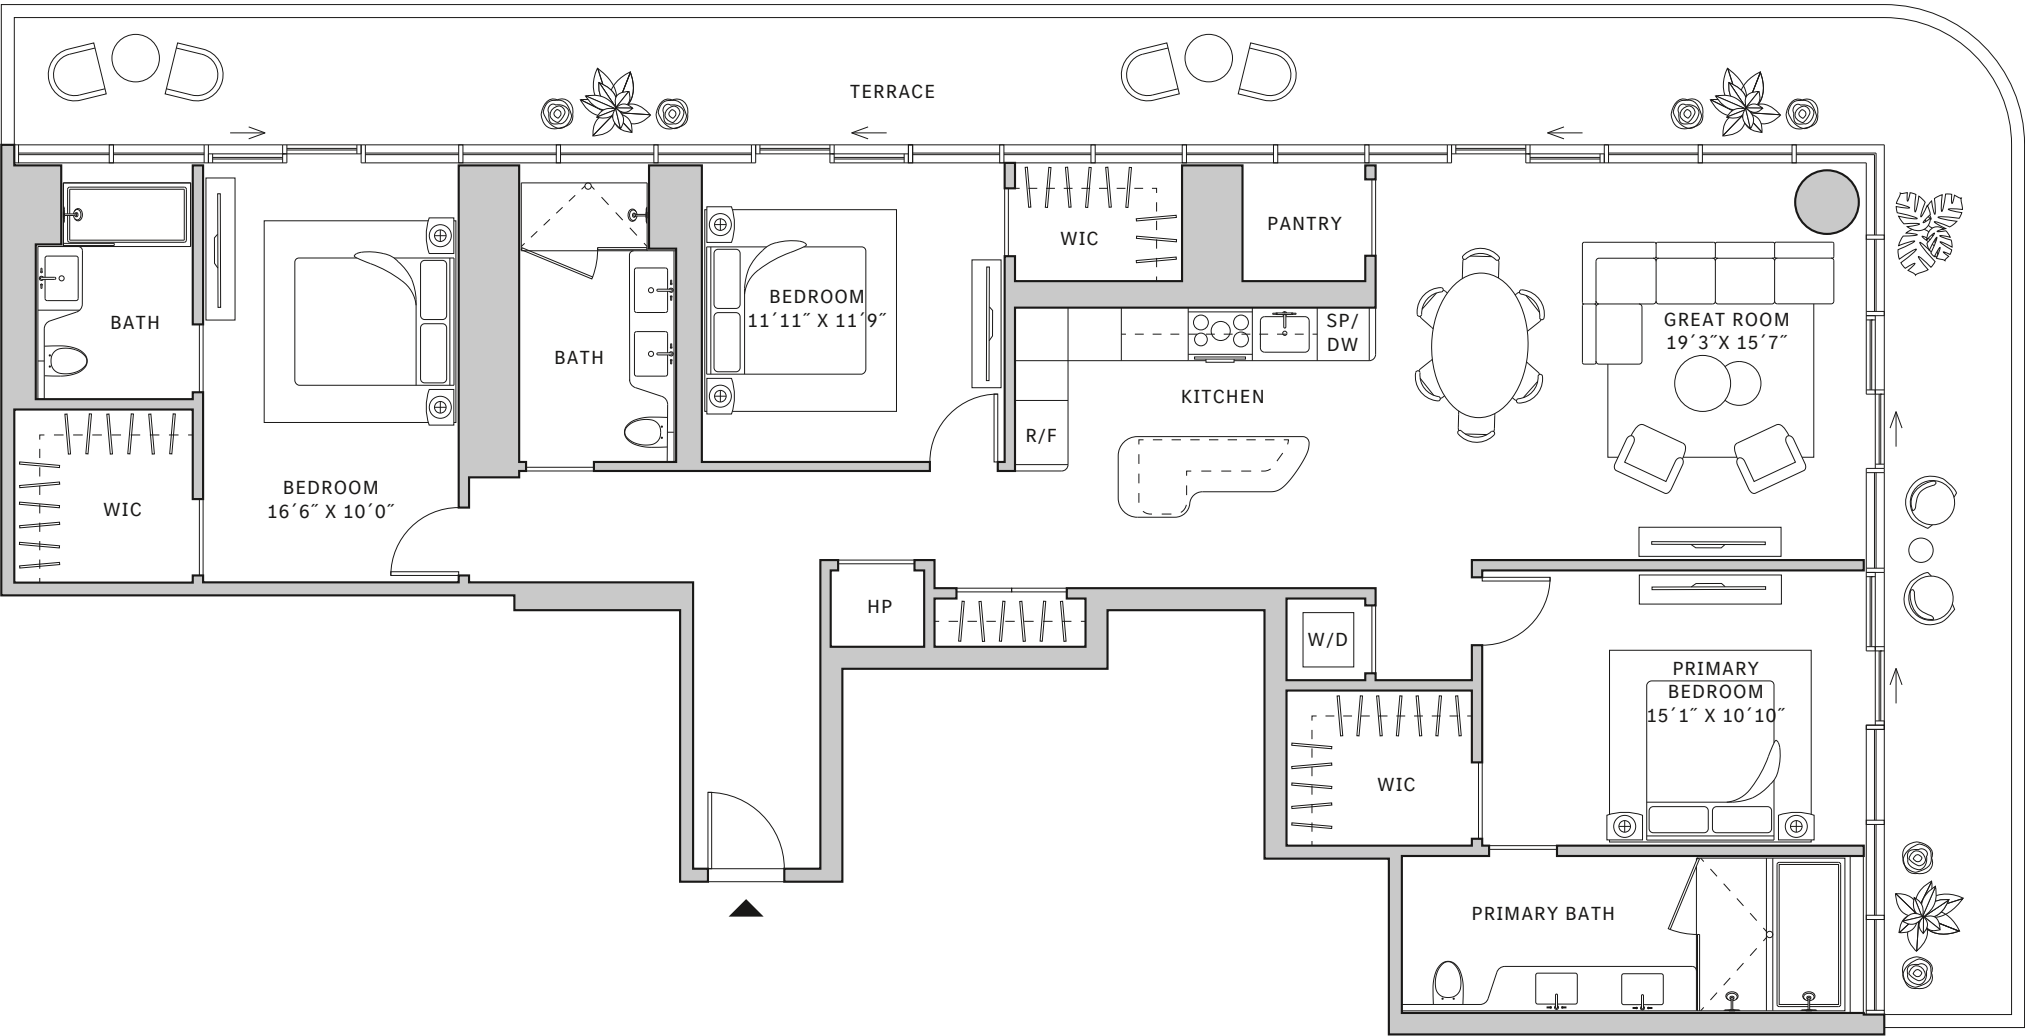 TERRACE
BATH
WIC
BEDROOM
16´6˝ X 10´0˝
BATH
BEDROOM
11´11˝ X 11´9˝
WIC
PANTRY
SP/
DW
KITCHEN
R/F
GREAT ROOM
19´3˝X 15´7˝
HP
W/D
WIC
PRIMARY
BEDROOM
15´1˝ X 10´10˝
PRIMARY BATH